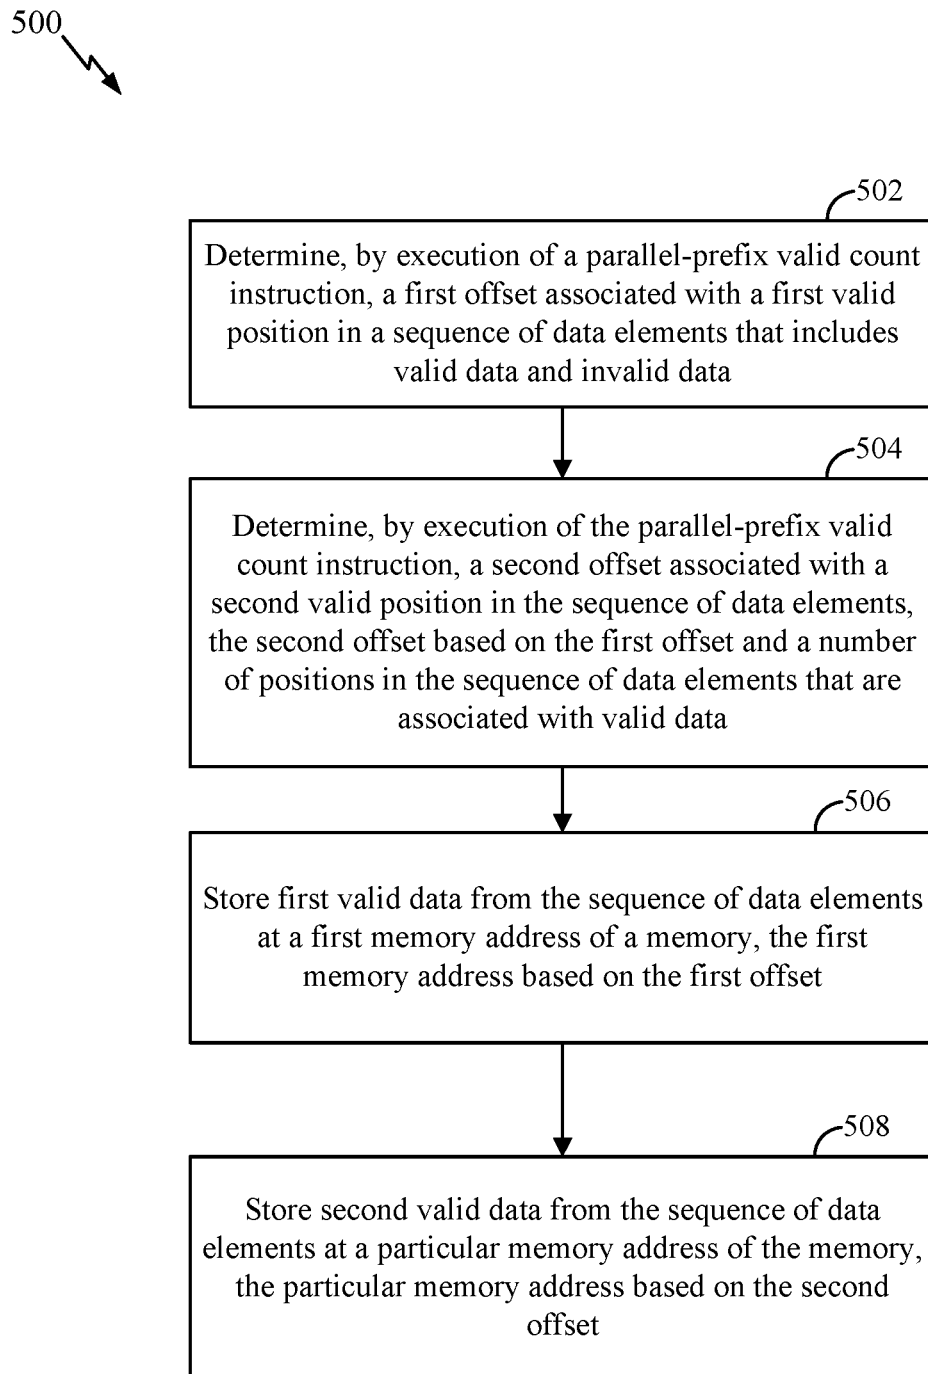 500
502
Determine, by execution of a parallel-prefix valid count
instruction, a first offset associated with a first valid
position in a sequence of data elements that includes
valid data and invalid data
504
Determine, by execution of the parallel-prefix valid
count instruction, a second offset associated with a
second valid position in the sequence of data elements,
the second offset based on the first offset and a number
of positions in the sequence of data elements that are
associated with valid data
506
Store first valid data from the sequence of data elements
at a first memory address of a memory, the first
memory address based on the first offset
508
Store second valid data from the sequence of data
elements at a particular memory address of the memory,
the particular memory address based on the second
offset